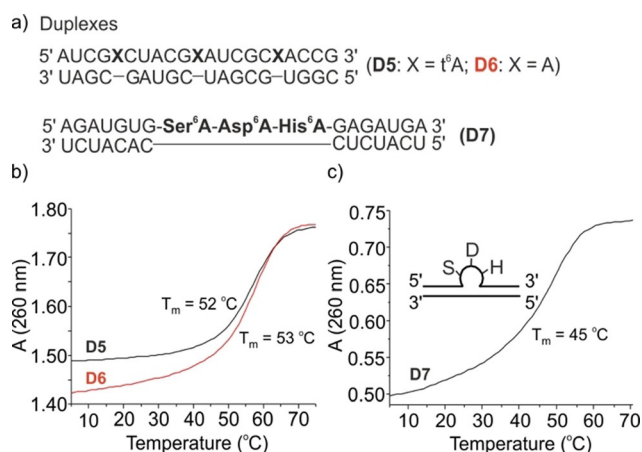 a) Duplexes
5' AUCGXCUACGXAUCGCXACCG 3'
3' UAGC–GAUGC–UAGCG–UGGC 5'
(D5: X = t⁶A; D6: X = A)
5' AGAUGUG-Ser⁶A-Asp⁶A-His⁶A-GAGAUGA 3'
3' UCUACAC CUCUACU 5'
(D7)
b)
1.80
1.70
1.60
1.50
1.40
A (260 nm)
Tm = 52 °C
D5
Tm = 53 °C
D6
10 20 30 40 50 60 70
Temperature (°C)
c)
0.75
0.70
0.65
0.60
0.55
0.50
A (260 nm)
D
S H
5' 3'
3' 5'
Tm = 45 °C
D7
10 20 30 40 50 60 70
Temperature (°C)